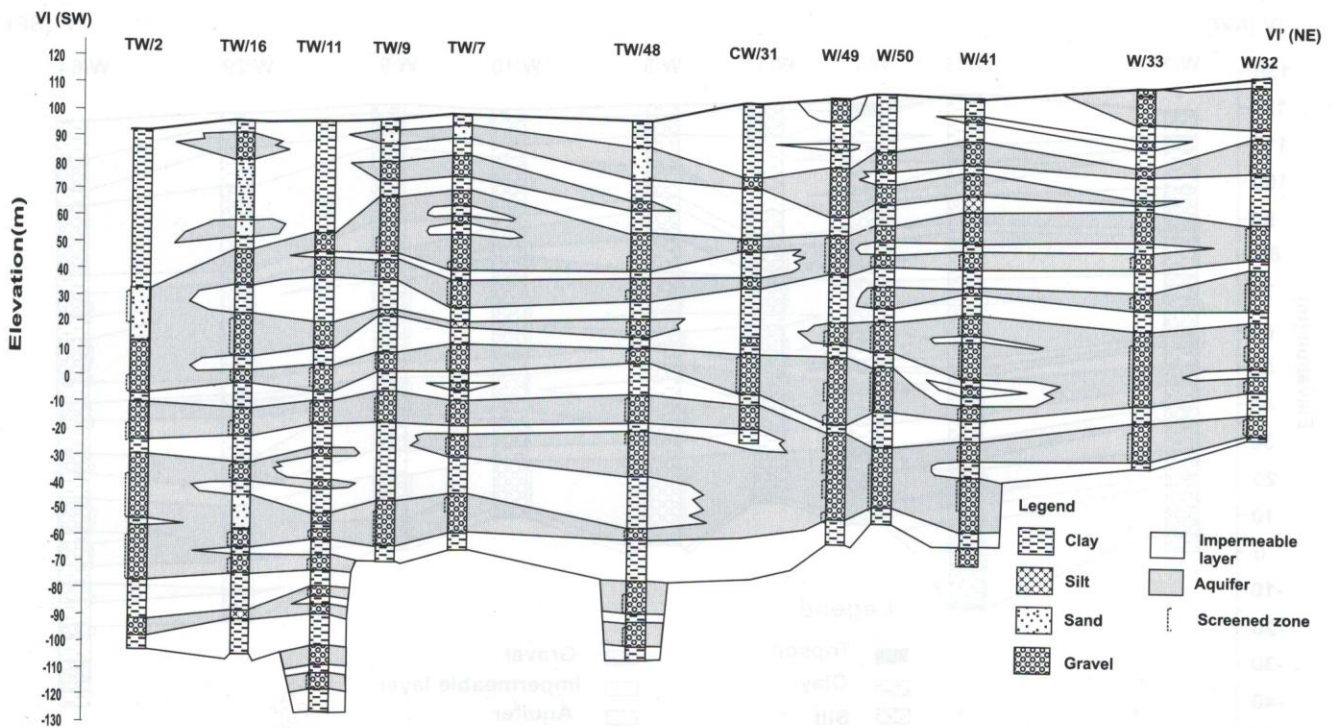 VI (SW)
VI' (NE)
TW/2 TW/16 TW/11 TW/9 TW/7 TW/48 CW/31 W/49 W/50 W/41 W/33 W/32
Elevation(m)
120
110
100
90
80
70
60
50
40
30
20
10
0
-10
-20
-30
-40
-50
-60
-70
-80
-90
-100
-110
-120
-130
Legend
Clay
Silt
Sand
Gravel
Impermeable
layer
Aquifer
Screened zone